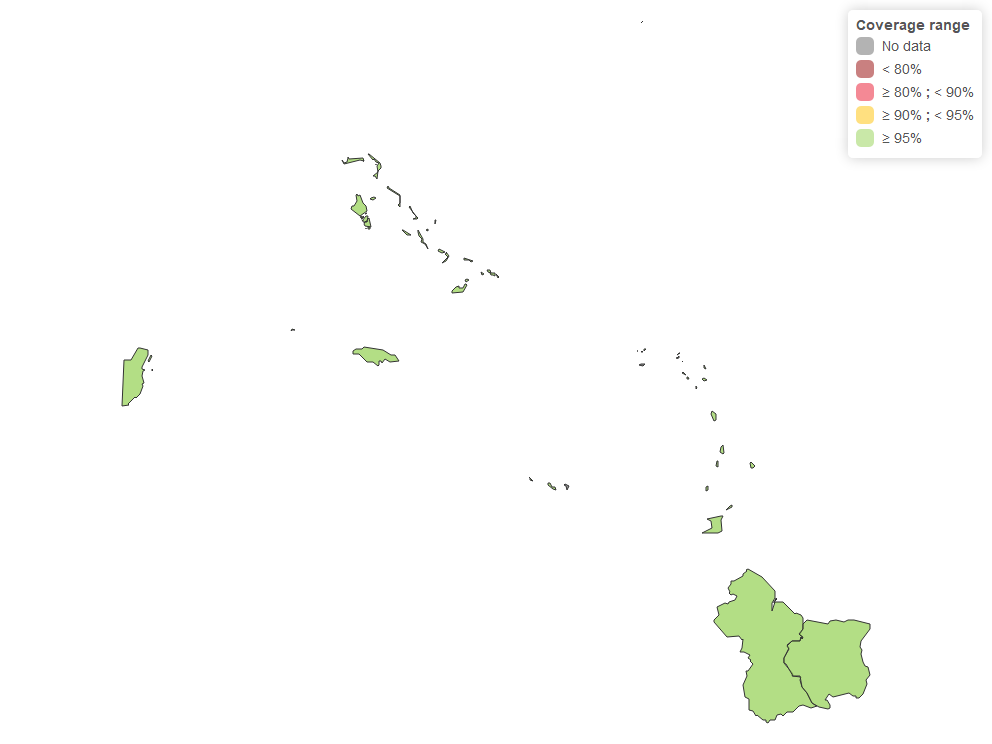 Coverage range
No data
< 80%
≥ 80% ; < 90%
≥ 90% ; < 95%
≥ 95%